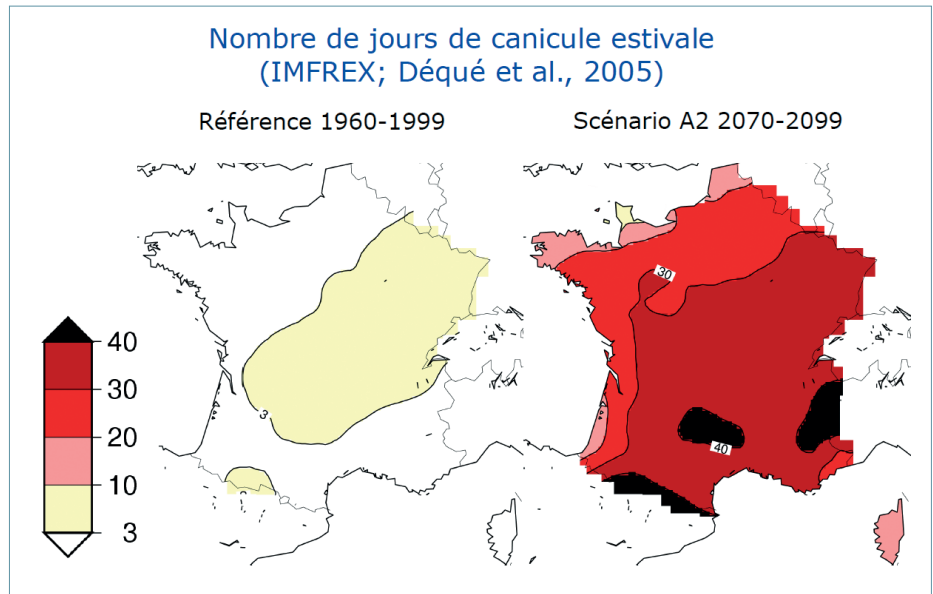 Nombre de jours de canicule estivale
(IMFREX; Déqué et al., 2005)
Référence 1960-1999
Scénario A2 2070-2099
3
30
40
40
30
20
10
3